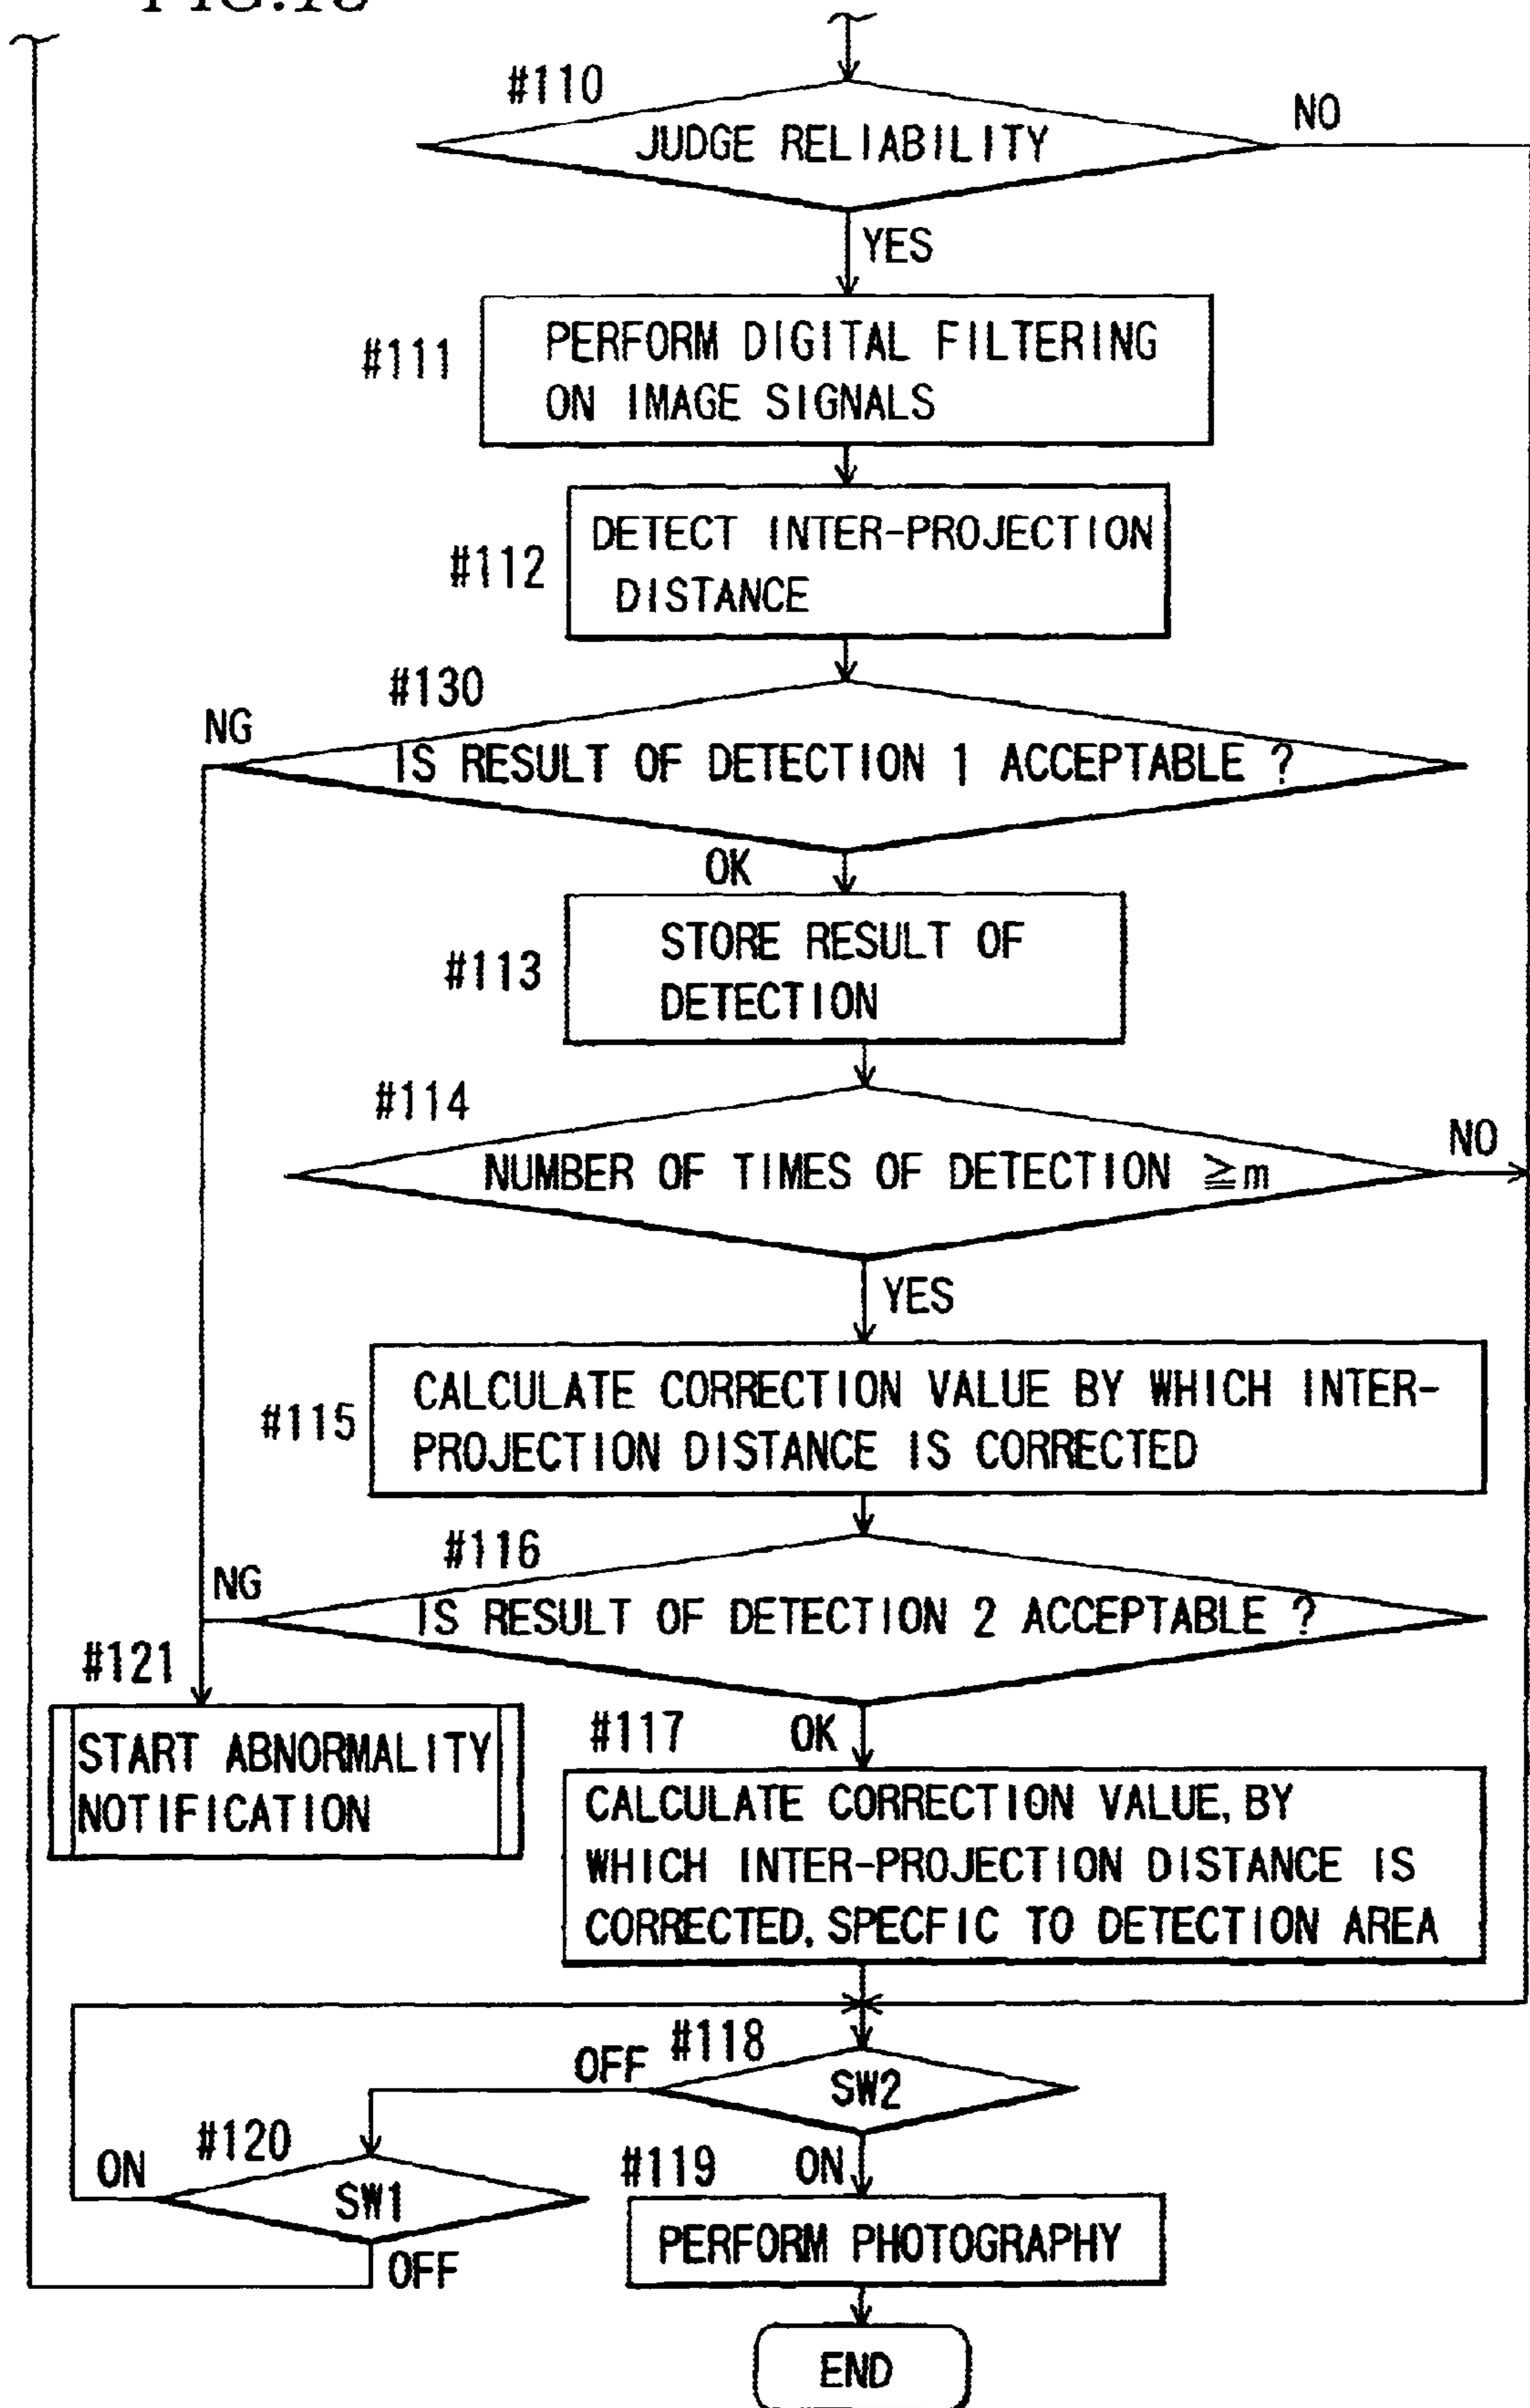 #110
JUDGE RELIABILITY
NO
YES
#111
PERFORM DIGITAL FILTERING
ON IMAGE SIGNALS
#112
DETECT INTER-PROJECTION
DISTANCE
#130
NG
IS RESULT OF DETECTION 1 ACCEPTABLE ?
OK
#113
STORE RESULT OF
DETECTION
#114
NUMBER OF TIMES OF DETECTION ≧m
NO
YES
#115
CALCULATE CORRECTION VALUE BY WHICH INTER-
PROJECTION DISTANCE IS CORRECTED
#116
NG
IS RESULT OF DETECTION 2 ACCEPTABLE ?
#121
START ABNORMALITY
NOTIFICATION
#117
OK
CALCULATE CORRECTION VALUE, BY
WHICH INTER-PROJECTION DISTANCE IS
CORRECTED, SPECFIC TO DETECTION AREA
#118
OFF
SW2
#120
ON
SW1
OFF
#119
ON
PERFORM PHOTOGRAPHY
END